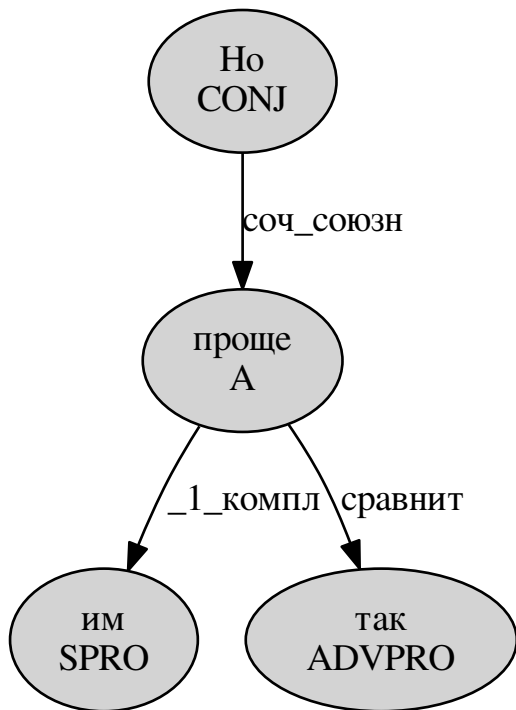 Но
CONJ
соч_союзн
проще
A
_1_компл сравнит
им
SPRO
так
ADVPRO